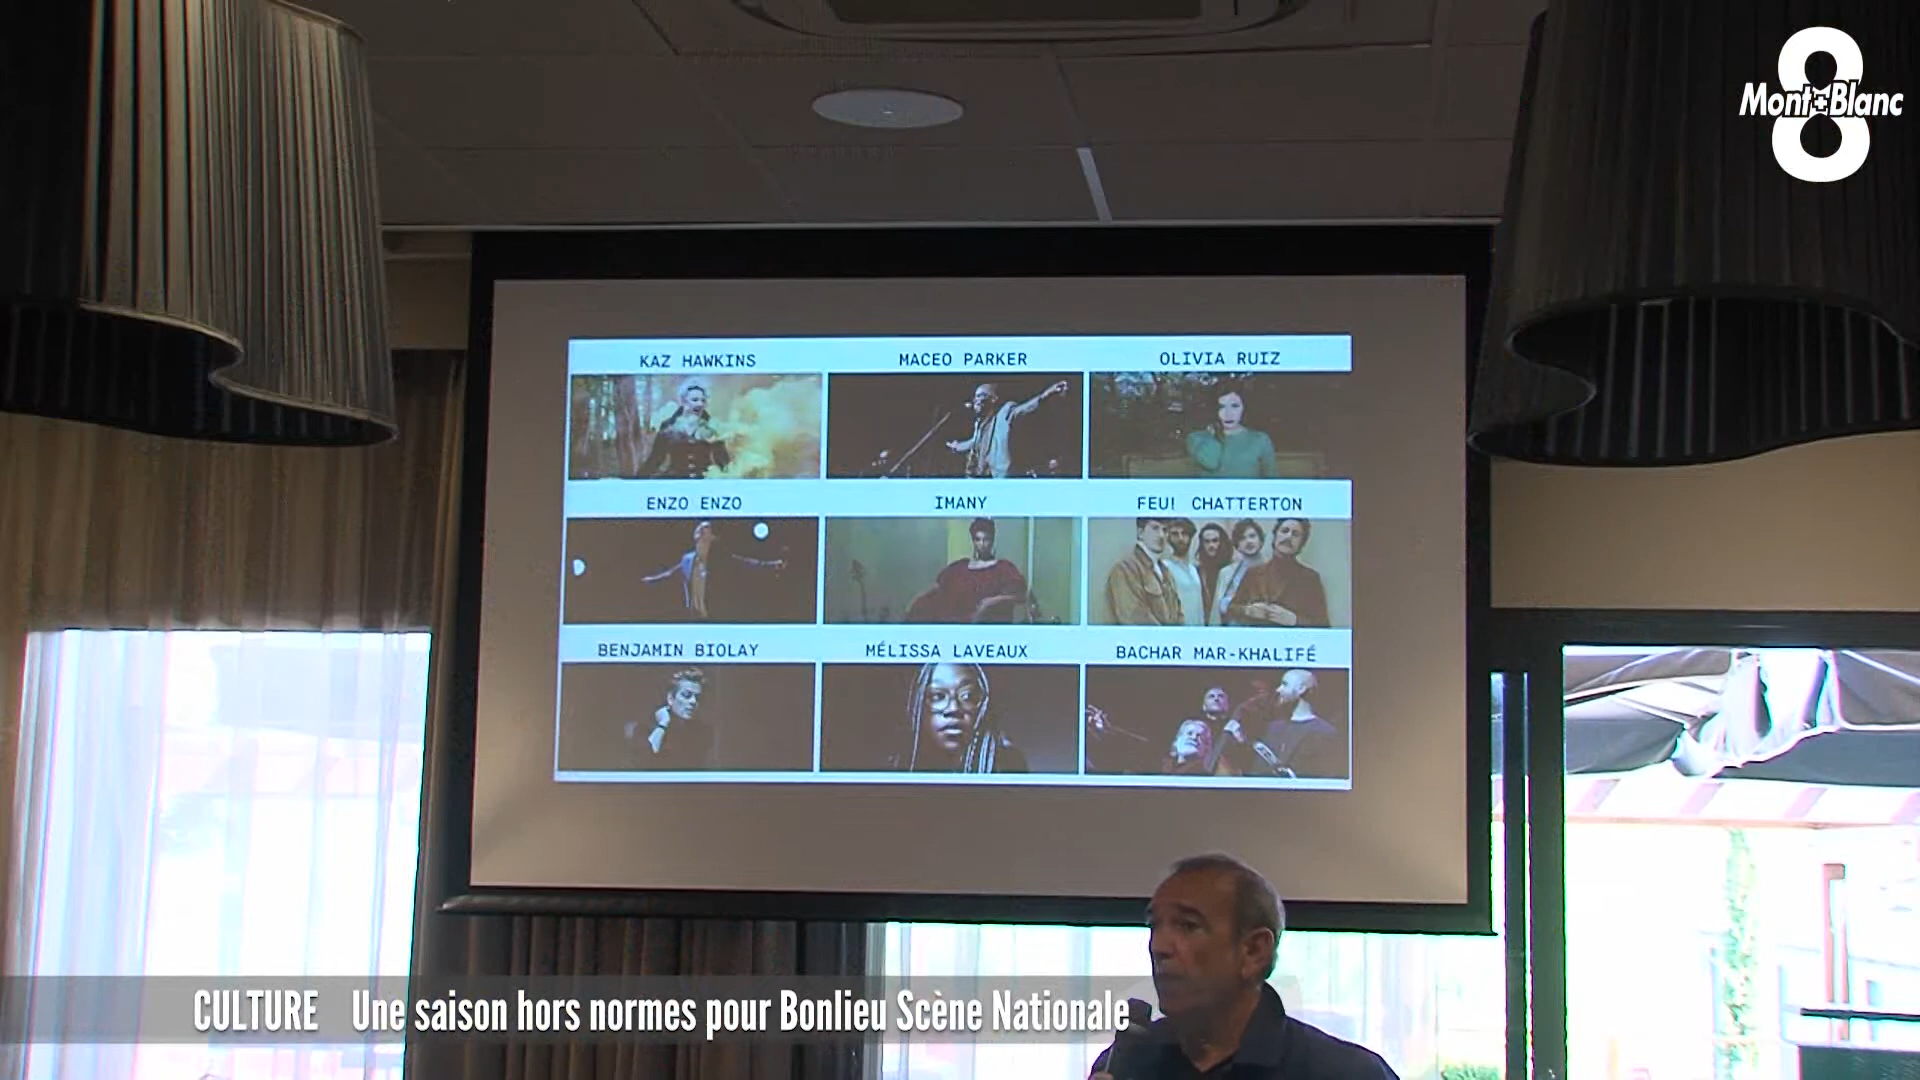 8
Mont Blanc
KAZ HAWKINS
MACEO PARKER
OLIVIA RUIZ
ENZO ENZO
IMANY
FEU! CHATTERTON
BENJAMIN BIOLAY
MÉLISSA LAVEAUX
BACHAR MAR-KHALIFÉ
CULTURE Une saison hors normes pour Bonlieu Scène Nationale